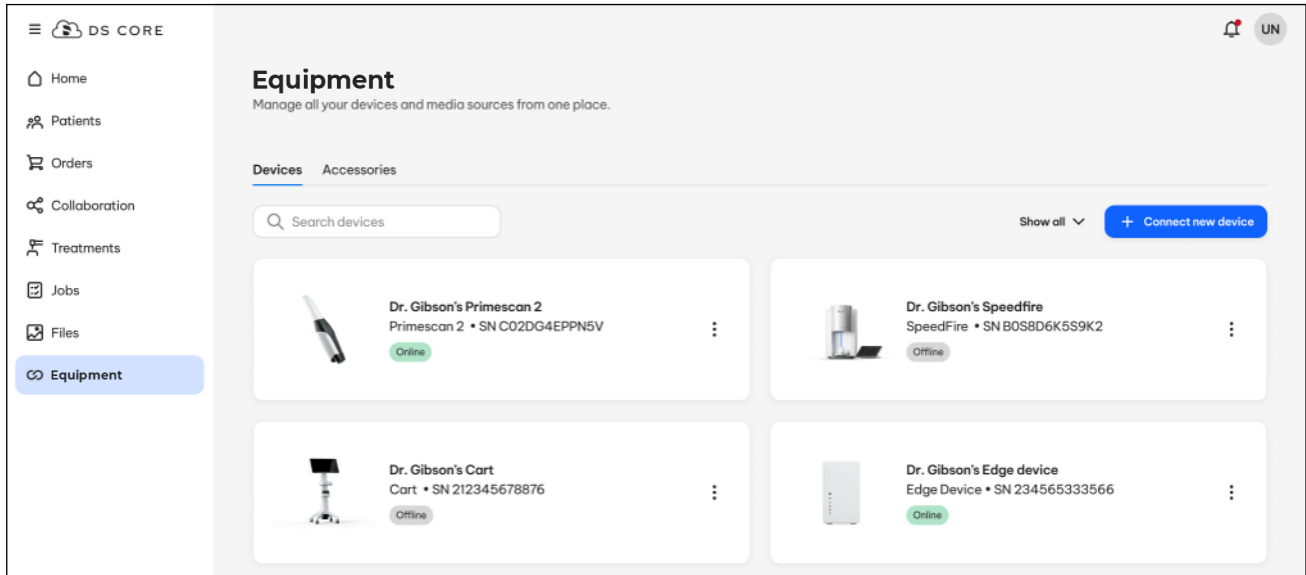 DS CORE
UN
Home
Patients
Orders
Collaboration
Treatments
Jobs
Files
Equipment
Equipment
Manage all your devices and media sources from one place.
Devices Accessories
Search devices
Show all
+ Connect new device
Dr. Gibson's Primescan 2
Primescan 2 • SN C02DG4EPPN5V
Online
Dr. Gibson's Speedfire
SpeedFire • SN B0S8D6K5S9K2
Offline
Dr. Gibson's Cart
Cart • SN 212345678876
Offline
Dr. Gibson's Edge device
Edge Device • SN 234565333566
Online